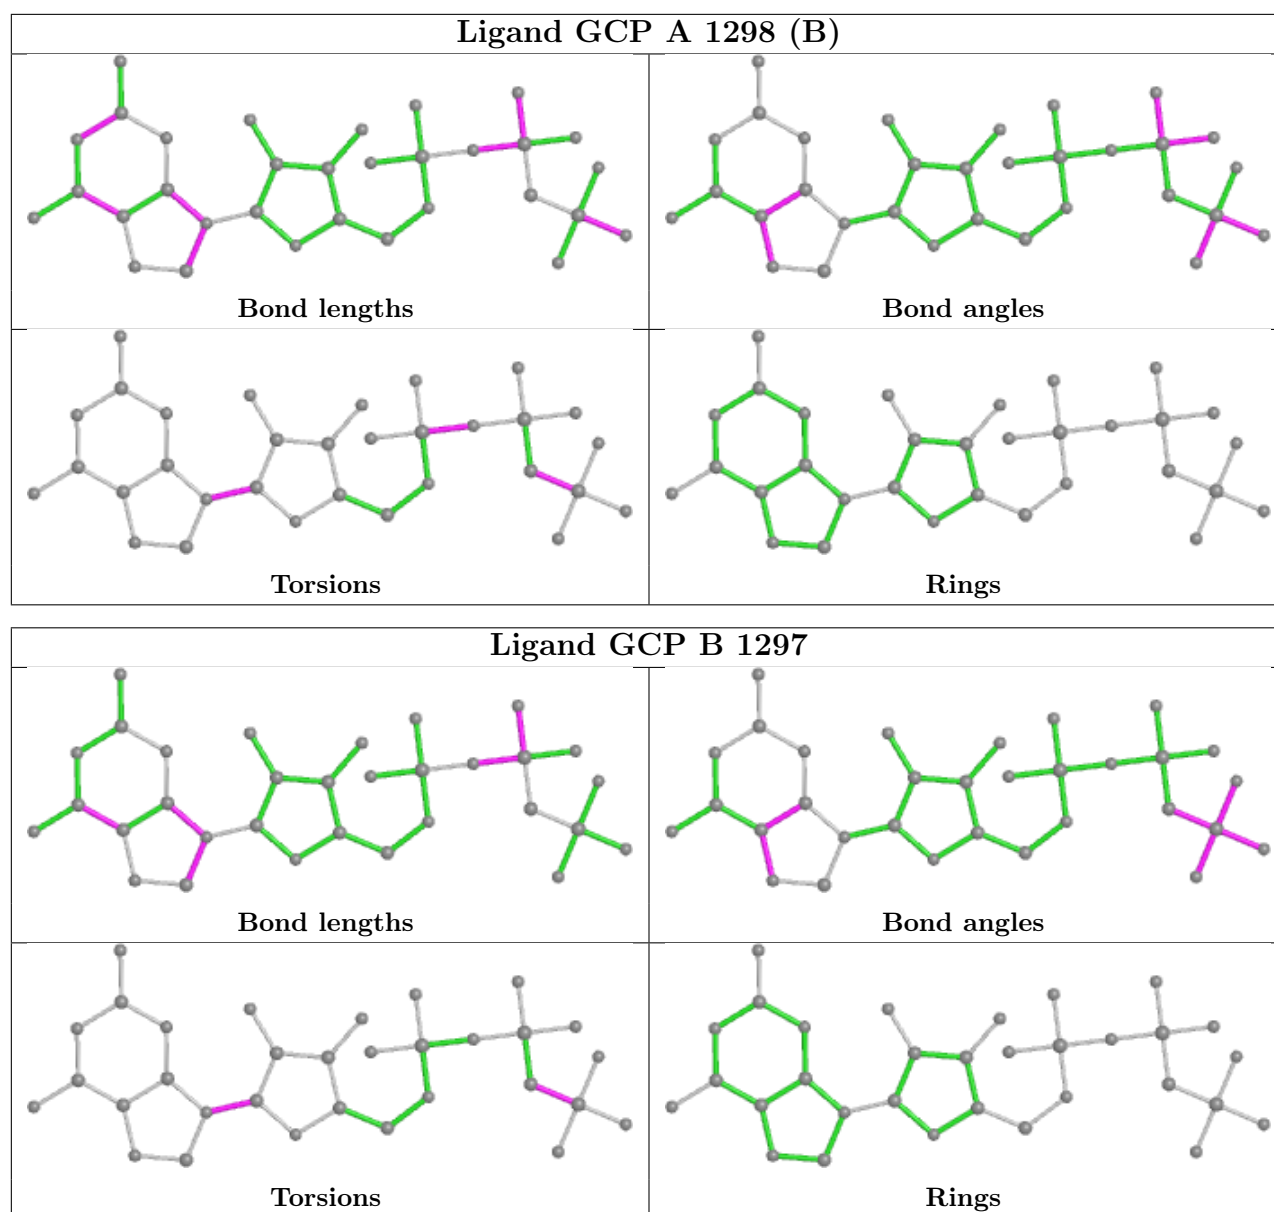 Ligand GCP A 1298 (B)
Bond lengths
Bond angles
Torsions
Rings
Ligand GCP B 1297
Bond lengths
Bond angles
Torsions
Rings